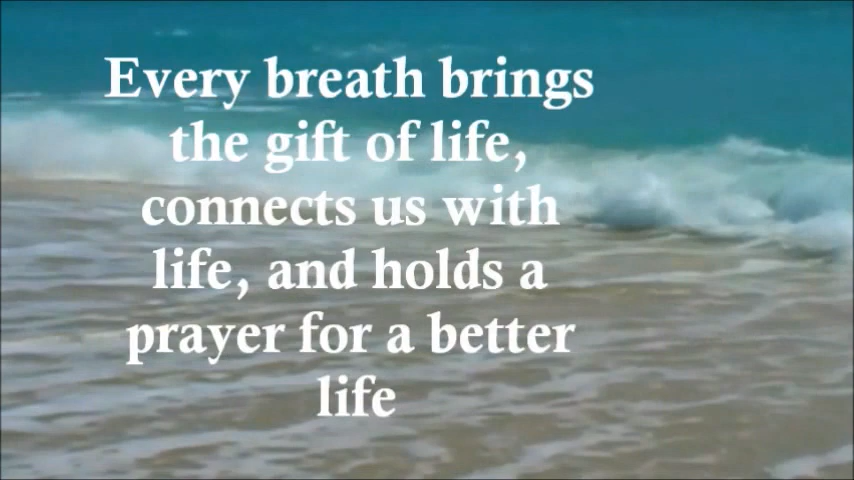 Every breath brings
the gift of life,
connects us with
life, and holds a
prayer for a better
life